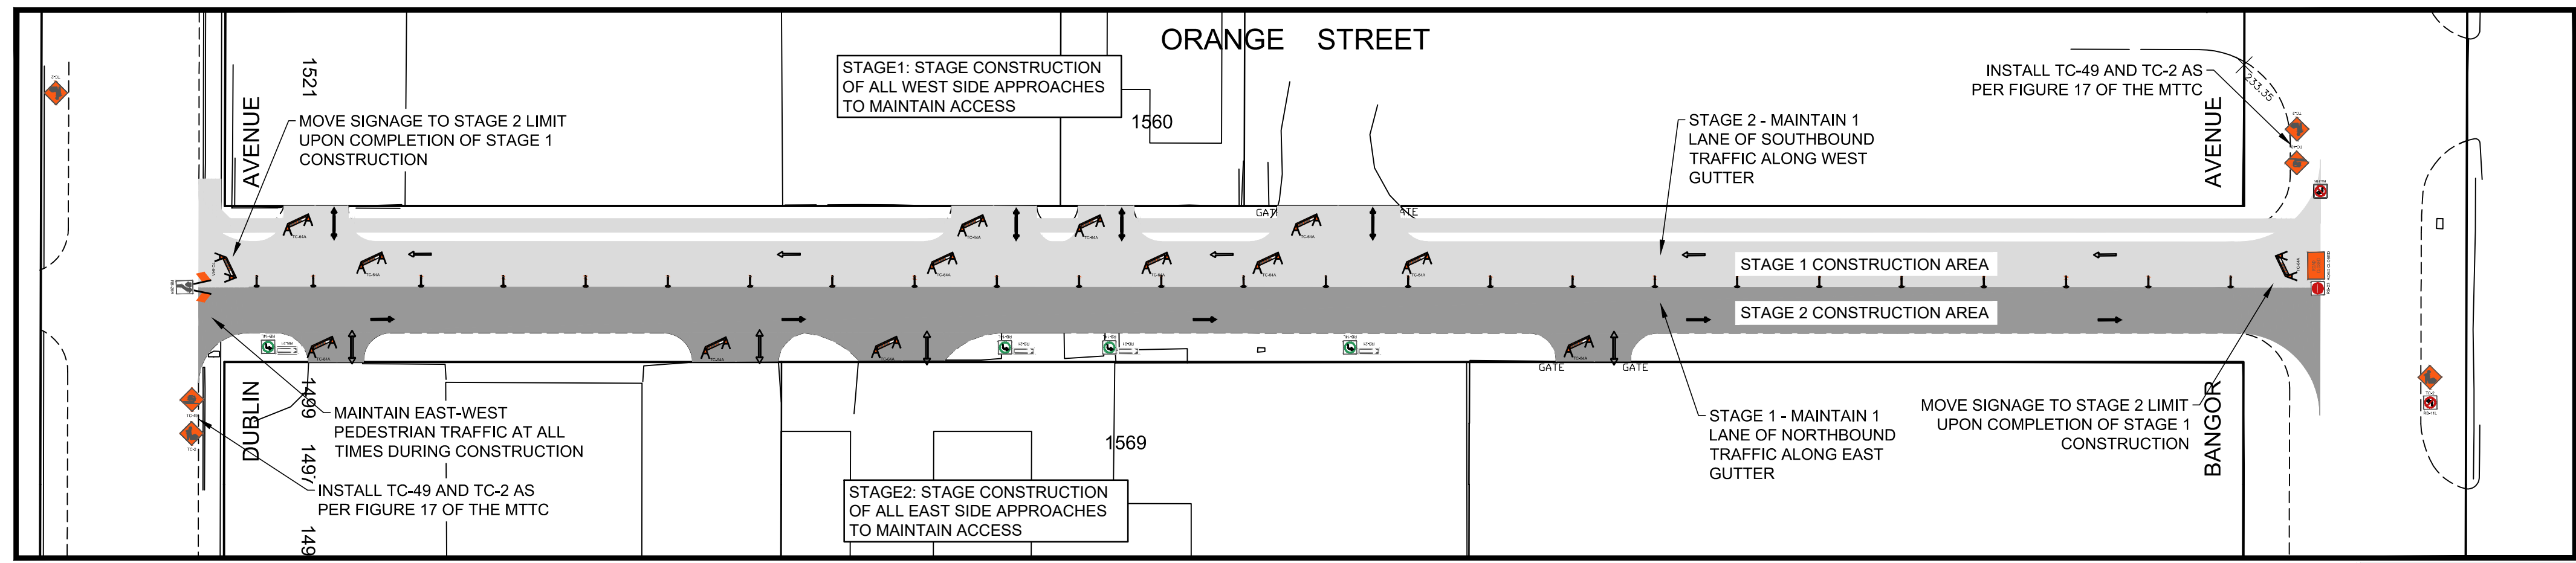 ORANGE STREET
1521
AVENUE
MOVE SIGNAGE TO STAGE 2 LIMIT
UPON COMPLETION OF STAGE 1
CONSTRUCTION
STAGE1: STAGE CONSTRUCTION
OF ALL WEST SIDE APPROACHES
TO MAINTAIN ACCESS
1560
STAGE 2 - MAINTAIN 1
LANE OF SOUTHBOUND
TRAFFIC ALONG WEST
GUTTER
INSTALL TC-49 AND TC-2 AS
PER FIGURE 17 OF THE MTTC
AVENUE
233.35
STAGE 1 CONSTRUCTION AREA
STAGE 2 CONSTRUCTION AREA
GATE
GATE
DUBLIN
1499
1497
149
MAINTAIN EAST-WEST
PEDESTRIAN TRAFFIC AT ALL
TIMES DURING CONSTRUCTION
INSTALL TC-49 AND TC-2 AS
PER FIGURE 17 OF THE MTTC
STAGE2: STAGE CONSTRUCTION
OF ALL EAST SIDE APPROACHES
TO MAINTAIN ACCESS
1569
STAGE 1 - MAINTAIN 1
LANE OF NORTHBOUND
TRAFFIC ALONG EAST
GUTTER
MOVE SIGNAGE TO STAGE 2 LIMIT
UPON COMPLETION OF STAGE 1
CONSTRUCTION
BANGOR